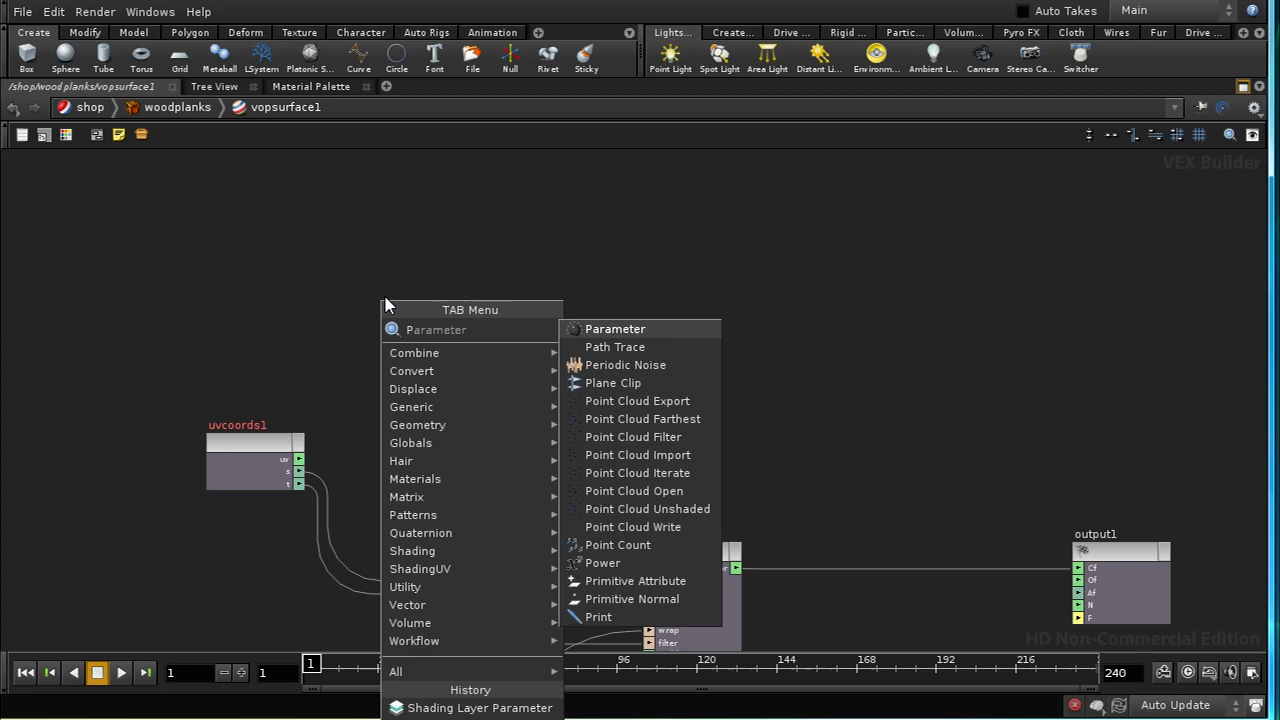 File Edit Render Windows Help Auto Takes Main
Create Modify Model Polygon Deform Texture Character Auto Rigs Animation Lights... Create... Drive ... Rigid ... Partic... Volum... Pyro FX Cloth Wires Fur Drive ...
Box Sphere Tube Torus Grid Metaball LSystem Platonic S... Curve Circle Font File Null Rivet Sticky Point Light Spot Light Area Light Distant Li... Environm... Ambient L... Camera Stereo Ca... Switcher
/shop/woodplanks/vopsurface1 Tree View Material Palette
shop woodplanks vopsurface1
VEX Builder
TAB Menu
Parameter
Combine
Convert
Displace
Generic
Geometry
Globals
Hair
Materials
Matrix
Patterns
Quaternion
Shading
ShadingUV
Utility
Vector
Volume
Workflow
All
History
Shading Layer Parameter
Parameter
Path Trace
Periodic Noise
Plane Clip
Point Cloud Export
Point Cloud Farthest
Point Cloud Filter
Point Cloud Import
Point Cloud Iterate
Point Cloud Open
Point Cloud Unshaded
Point Cloud Write
Point Count
Power
Primitive Attribute
Primitive Normal
Print
uvcoords1
uv
s
t
wrap
filter
output1
Cf
Of
Af
N
F
HD Non-Commercial Edition
1 1 1 96 120 144 168 192 216 240
Auto Update